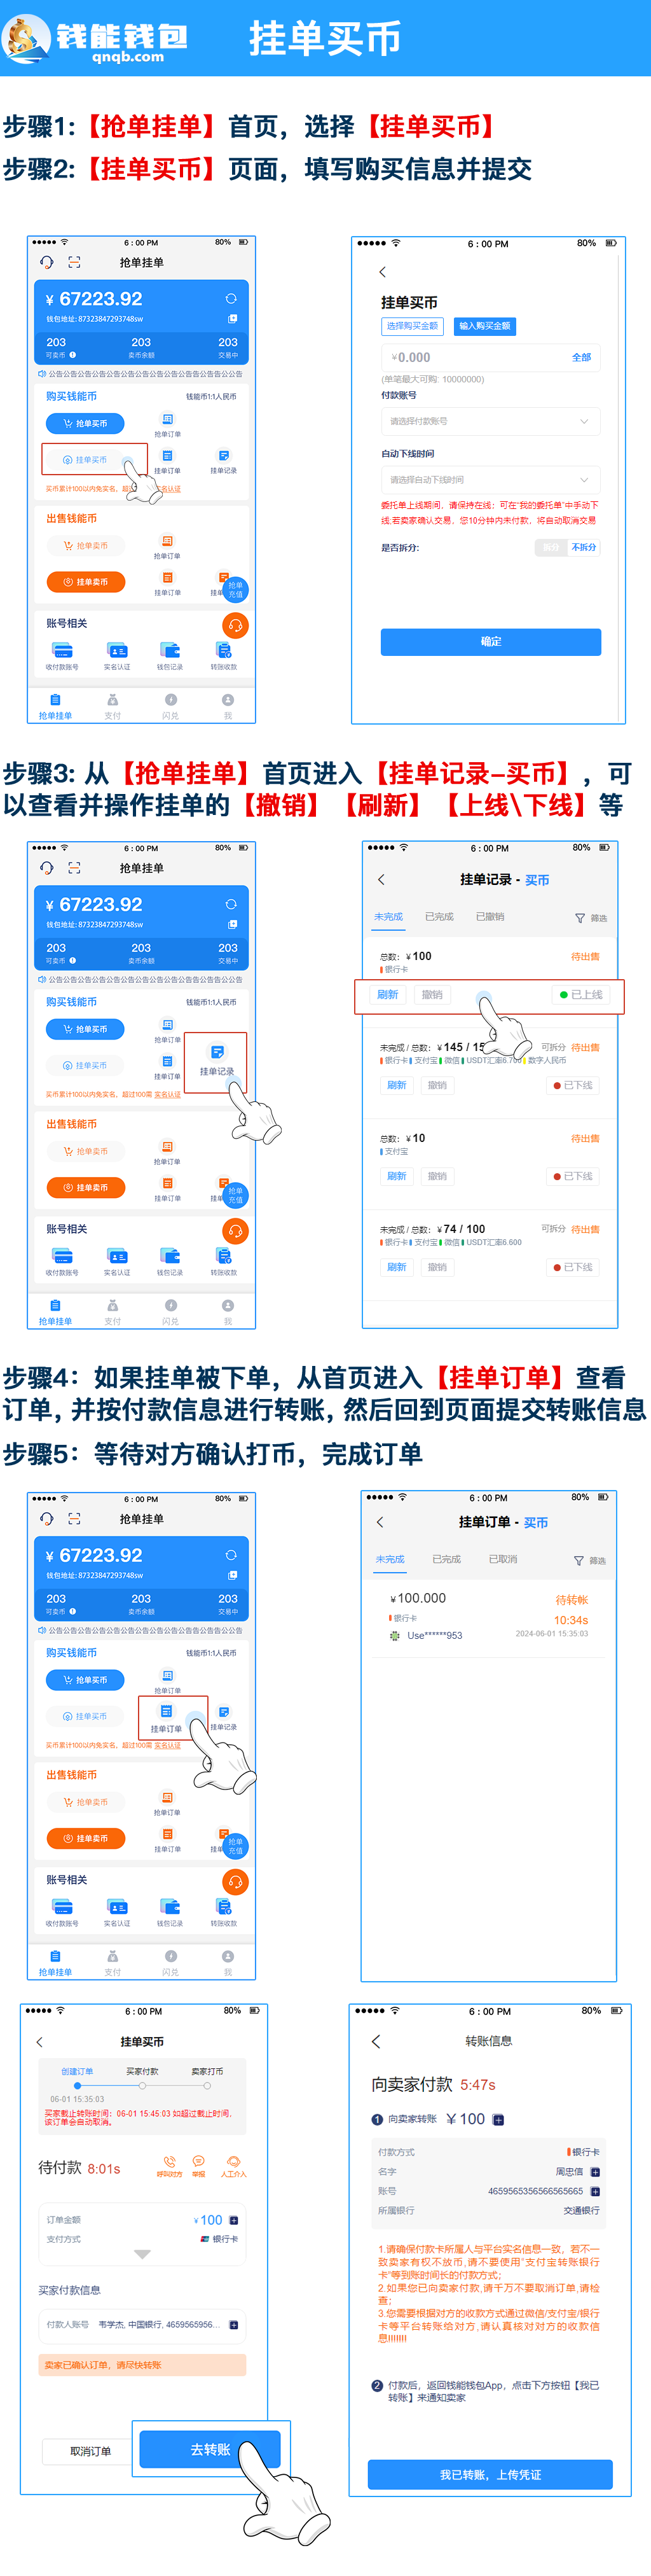 钱能钱包
qnqb.com
挂单买币
步骤1:【抢单挂单】首页，选择【挂单买币】
步骤2:【挂单买币】页面，填写购买信息并提交
6 : 00 PM
80%
抢单挂单
¥ 67223.92
钱包地址: 87323847293748sw
203
203
203
可卖币
卖币余额
交易中
公告公告公告公告公告公告公告公告公告公告公告公告公告
购买钱能币
钱能币1:1人民币
抢单买币
抢单订单
挂单买币
挂单订单
挂单记录
买币累计100以内免实名，超过
实名认证
出售钱能币
抢单卖币
抢单订单
挂单卖币
挂单订单
抢单
充值
账号相关
收付款账号
实名认证
钱包记录
转账收款
抢单挂单
支付
闪兑
我
6 : 00 PM
80%
挂单买币
选择购买金额
输入购买金额
¥0.000
全部
(单笔最大可购: 10000000)
付款账号
请选择付款账号
自动下线时间
请选择自动下线时间
委托单上线期间，请保持在线；可在"我的委托单"中手动下
线;若卖家确认交易，您10分钟内未付款，将自动取消交易
是否拆分:
拆分
不拆分
确定
步骤3: 从【抢单挂单】首页进入【挂单记录-买币】，可
以查看并操作挂单的【撤销】【刷新】【上线\下线】等
6 : 00 PM
80%
抢单挂单
¥ 67223.92
钱包地址: 87323847293748sw
203
203
203
可卖币
卖币余额
交易中
公告公告公告公告公告公告公告公告公告公告公告公告公告
购买钱能币
钱能币1:1人民币
抢单买币
抢单订单
挂单买币
挂单订单
挂单记录
买币累计100以内免实名，超过100需 实名认证
出售钱能币
抢单卖币
抢单订单
挂单卖币
挂单订单
抢单
充值
账号相关
收付款账号
实名认证
钱包记录
转账收款
抢单挂单
支付
闪兑
我
6 : 00 PM
80%
挂单记录 - 买币
未完成
已完成
已撤销
筛选
总数: ¥100
待出售
银行卡
刷新
撤销
已上线
未完成 / 总数: ¥145 / 15
可拆分
待出售
银行卡 支付宝 微信 USDT汇率6.700 数字人民币
刷新
撤销
已下线
总数: ¥10
待出售
支付宝
刷新
撤销
已下线
未完成 / 总数: ¥74 / 100
可拆分
待出售
银行卡 支付宝 微信 USDT汇率6.600
刷新
撤销
已下线
步骤4：如果挂单被下单，从首页进入【挂单订单】查看
订单，并按付款信息进行转账，然后回到页面提交转账信息
步骤5：等待对方确认打币，完成订单
6 : 00 PM
80%
抢单挂单
¥ 67223.92
钱包地址: 87323847293748sw
203
203
203
可卖币
卖币余额
交易中
公告公告公告公告公告公告公告公告公告公告公告公告公告
购买钱能币
钱能币1:1人民币
抢单买币
抢单订单
挂单买币
挂单订单
挂单记录
买币累计100以内免实名，超过100需 实名认证
出售钱能币
抢单卖币
抢单订单
挂单卖币
挂单订单
抢单
充值
账号相关
收付款账号
实名认证
钱包记录
转账收款
抢单挂单
支付
闪兑
我
6 : 00 PM
80%
挂单订单 - 买币
未完成
已完成
已取消
筛选
¥100.000
待转帐
银行卡
10:34s
Use******953
2024-06-01 15:35:03
6 : 00 PM
80%
挂单买币
创建订单
买家付款
卖家打币
06-01 15:35:03
买家截止转账时间：06-01 15:45:03 如超过截止时间，
该订单会自动取消。
待付款 8:01s
呼叫对方
举报
人工介入
订单金额
¥100
支付方式
银行卡
买家付款信息
付款人账号
韦学杰, 中国银行, 4659565956...
卖家已确认订单，请尽快转账
取消订单
去转账
6 : 00 PM
80%
转账信息
向卖家付款 5:47s
1 向卖家转账 ¥100
付款方式
银行卡
名字
周忠信
账号
4659565356566565665
所属银行
交通银行
1.请确保付款卡所属人与平台实名信息一致，若不一
致卖家有权不放币,请不要使用"支付宝转账银行
卡"等到账时间长的付款方式；
2.如果您已向卖家付款,请千万不要取消订单,请检
查；
3.您需要根据对方的收款方式通过微信/支付宝/银行
卡等平台转账给对方,请认真核对对方的收款信
息!!!!!!!
2 付款后，返回钱能钱包App，点击下方按钮【我已
转账】来通知卖家
我已转账，上传凭证